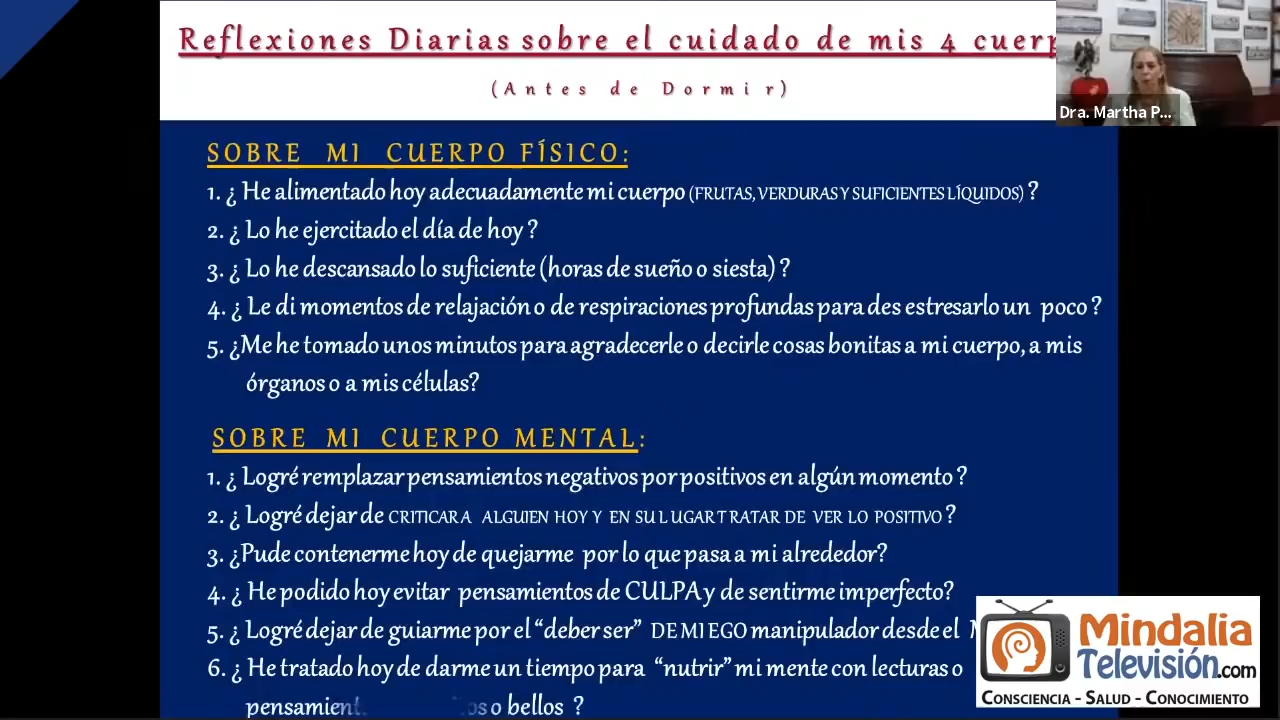 Reflexiones Diarias sobre el cuidado de mis 4
(Antes de Dormir)
Dra. Martha P...
SOBRE MI CUERPO FÍSICO:
1. ¿ He alimentado hoy adecuadamente mi cuerpo (FRUTAS, VERDURAS Y SUFICIENTES LÍQUIDOS) ?
2. ¿ Lo he ejercitado el día de hoy ?
3. ¿ Lo he descansado lo suficiente (horas de sueño o siesta) ?
4. ¿ Le di momentos de relajación o de respiraciones profundas para des estresarlo un poco ?
5. ¿Me he tomado unos minutos para agradecerle o decirle cosas bonitas a mi cuerpo, a mis
órganos o a mis células?
SOBRE MI CUERPO MENTAL:
1. ¿ Logré remplazar pensamientos negativos por positivos en algún momento ?
2. ¿ Logré dejar de CRITICAR A ALGUIEN HOY Y EN SU LUGAR TRATAR DE VER LO POSITIVO ?
3. ¿Pude contenerme hoy de quejarme por lo que pasa a mi alrededor?
4. ¿ He podido hoy evitar pensamientos de CULPA y de sentirme imperfecto?
5. ¿ Logré dejar de guiarme por el “deber ser” DE MI EGO manipulador desde el
6. ¿ He tratado hoy de darme un tiempo para “nutrir” mi mente con lecturas o
o bellos ?
Mindalia
Televisión.com
CONSCIENCIA - SALUD - CONOCIMIENTO